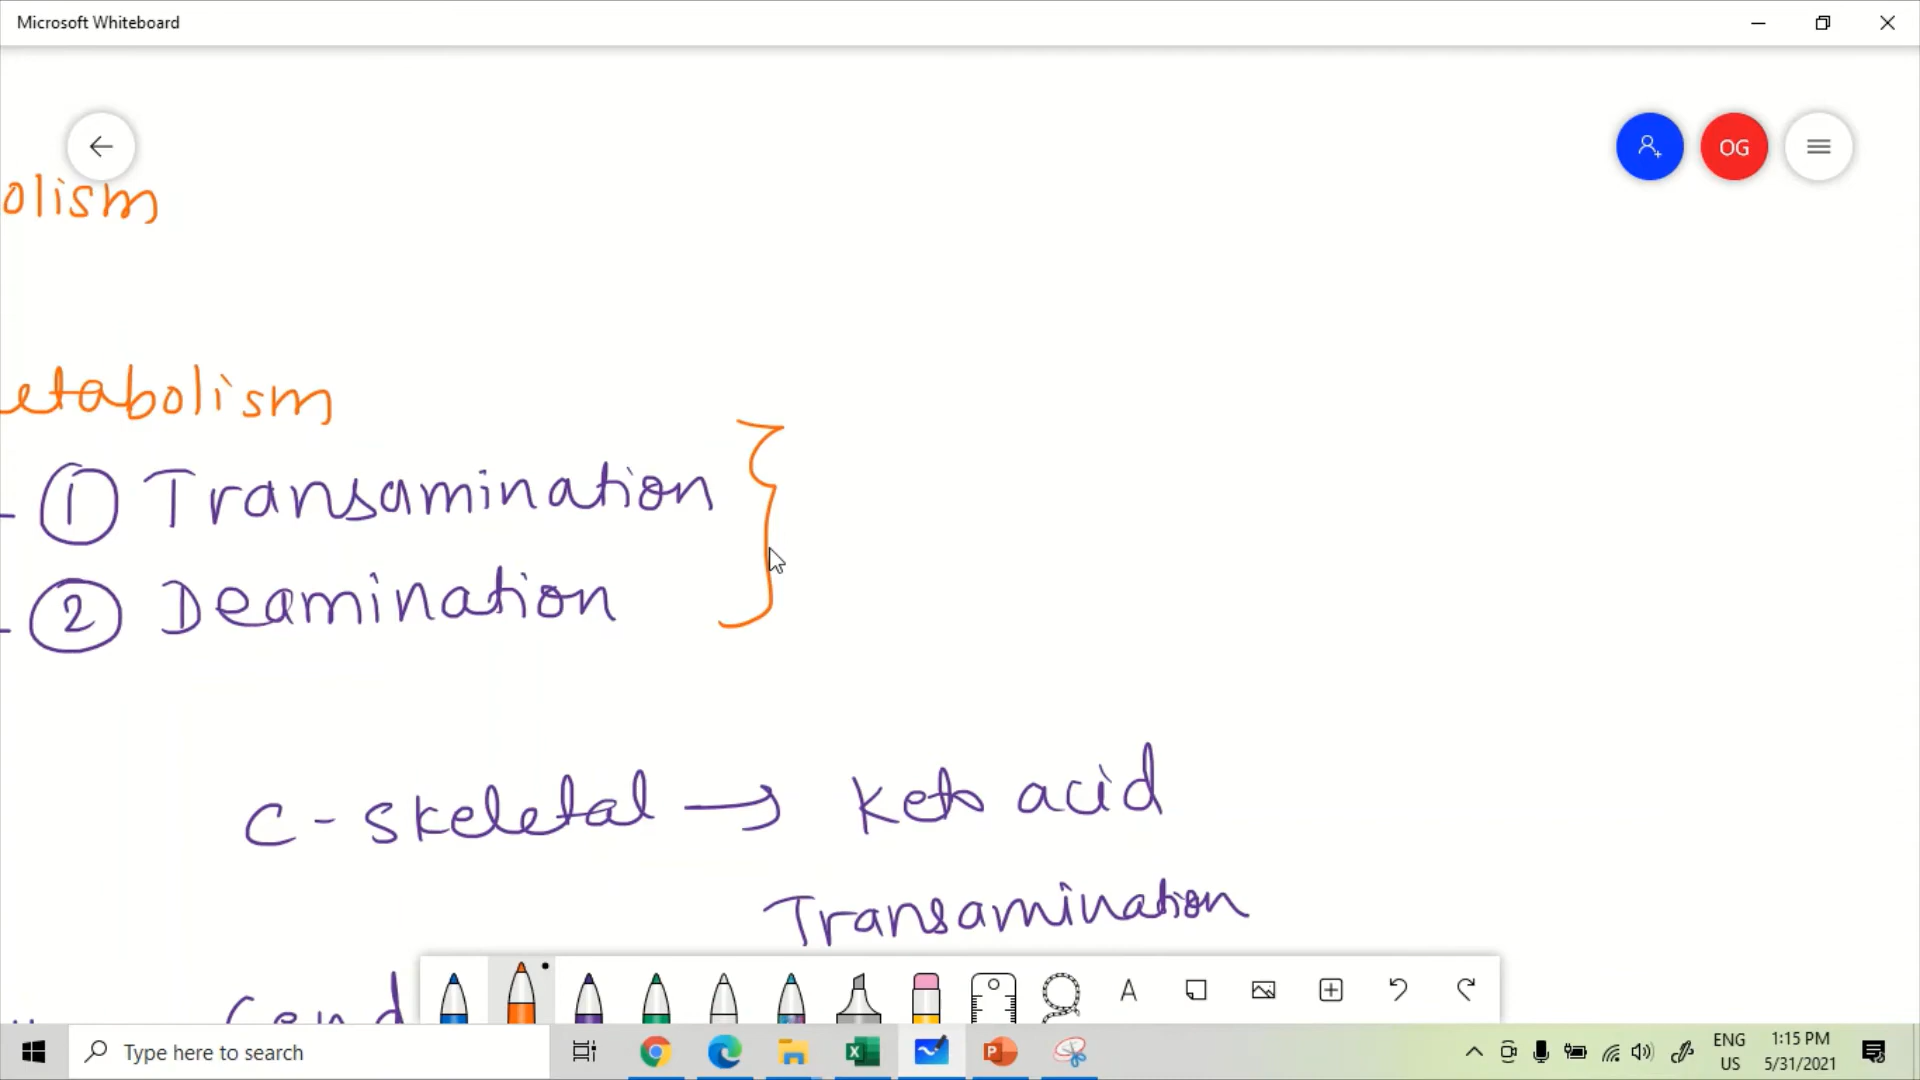 Microsoft Whiteboard
OG
olism
etabolism
- ① Transamination
- ② Deamination
C - skeletal → keto acid
Transamination
A
Type here to search
ENG
US
1:15 PM
5/31/2021